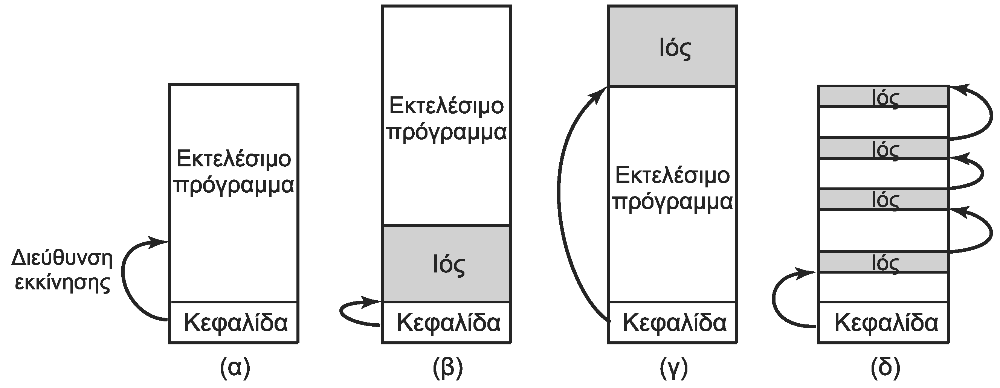 Διεύθυνση
εκκίνησης
Εκτελέσιμο
πρόγραμμα
Κεφαλίδα
(α)
Εκτελέσιμο
πρόγραμμα
Ιός
Κεφαλίδα
(β)
Ιός
Εκτελέσιμο
πρόγραμμα
Κεφαλίδα
(γ)
Ιός
Ιός
Ιός
Ιός
Κεφαλίδα
(δ)